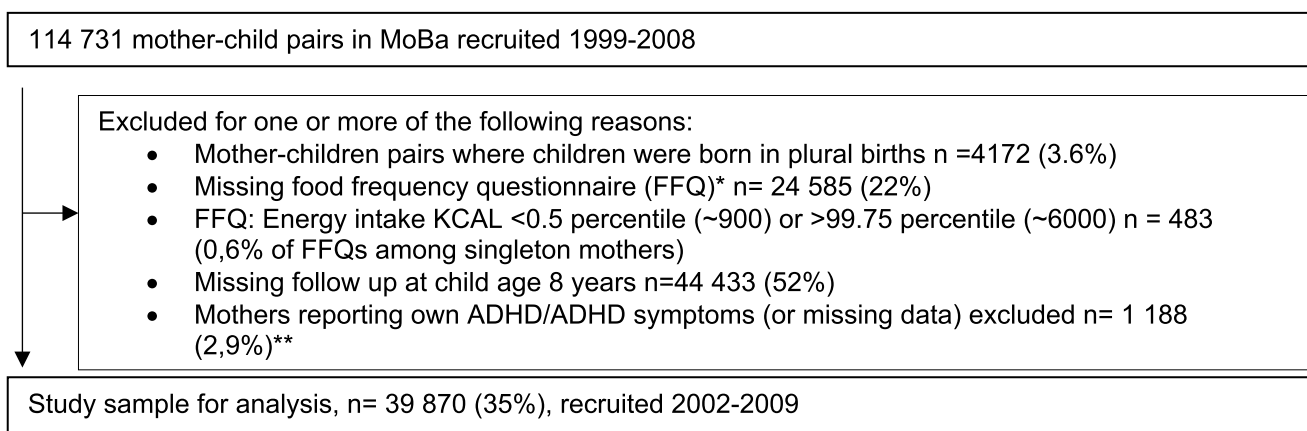 114 731 mother-child pairs in MoBa recruited 1999-2008
Excluded for one or more of the following reasons:
• Mother-children pairs where children were born in plural births n =4172 (3.6%)
• Missing food frequency questionnaire (FFQ)* n= 24 585 (22%)
• FFQ: Energy intake KCAL <0.5 percentile (~900) or >99.75 percentile (~6000) n = 483
(0,6% of FFQs among singleton mothers)
• Missing follow up at child age 8 years n=44 433 (52%)
• Mothers reporting own ADHD/ADHD symptoms (or missing data) excluded n= 1 188
(2,9%)**
Study sample for analysis, n= 39 870 (35%), recruited 2002-2009